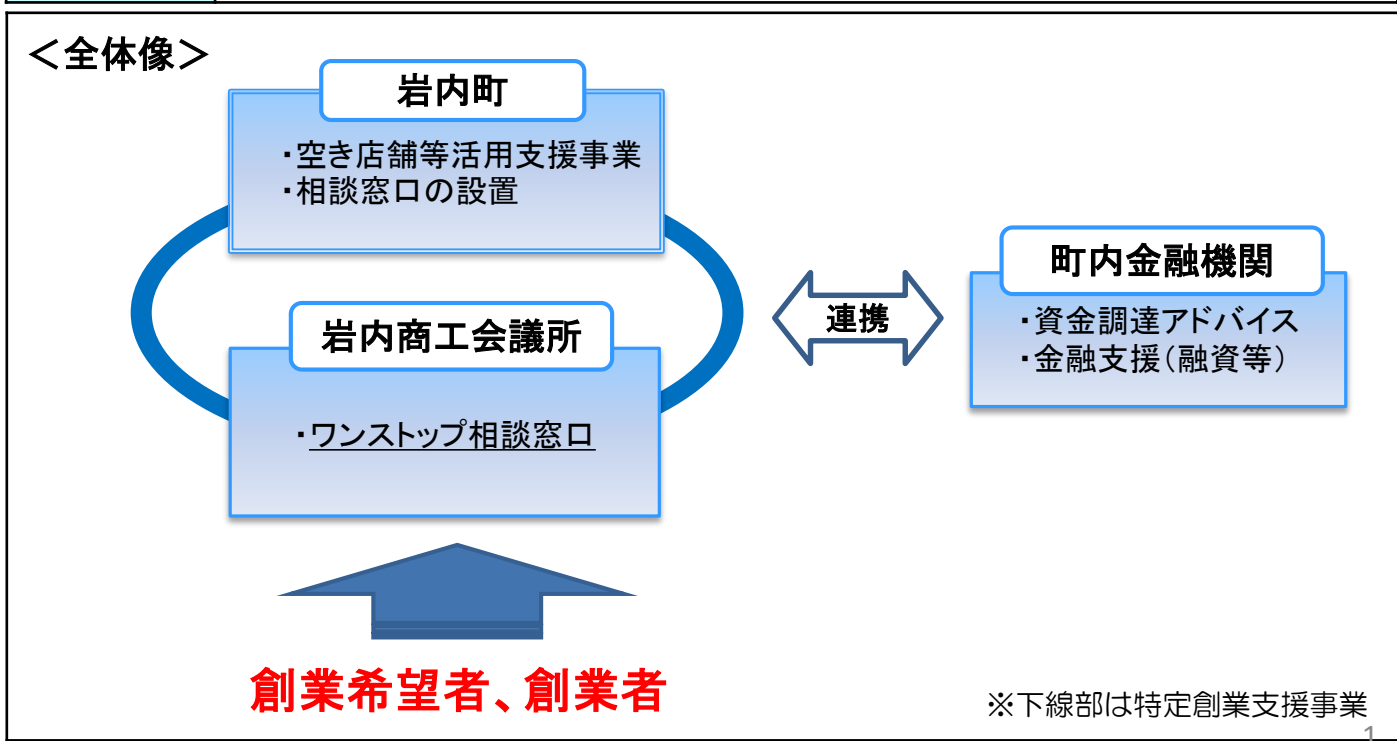 ＜全体像＞
岩内町
・空き店舗等活用支援事業
・相談窓口の設置
岩内商工会議所
・ワンストップ相談窓口
連携
町内金融機関
・資金調達アドバイス
・金融支援（融資等）
創業希望者、創業者
※下線部は特定創業支援事業
1